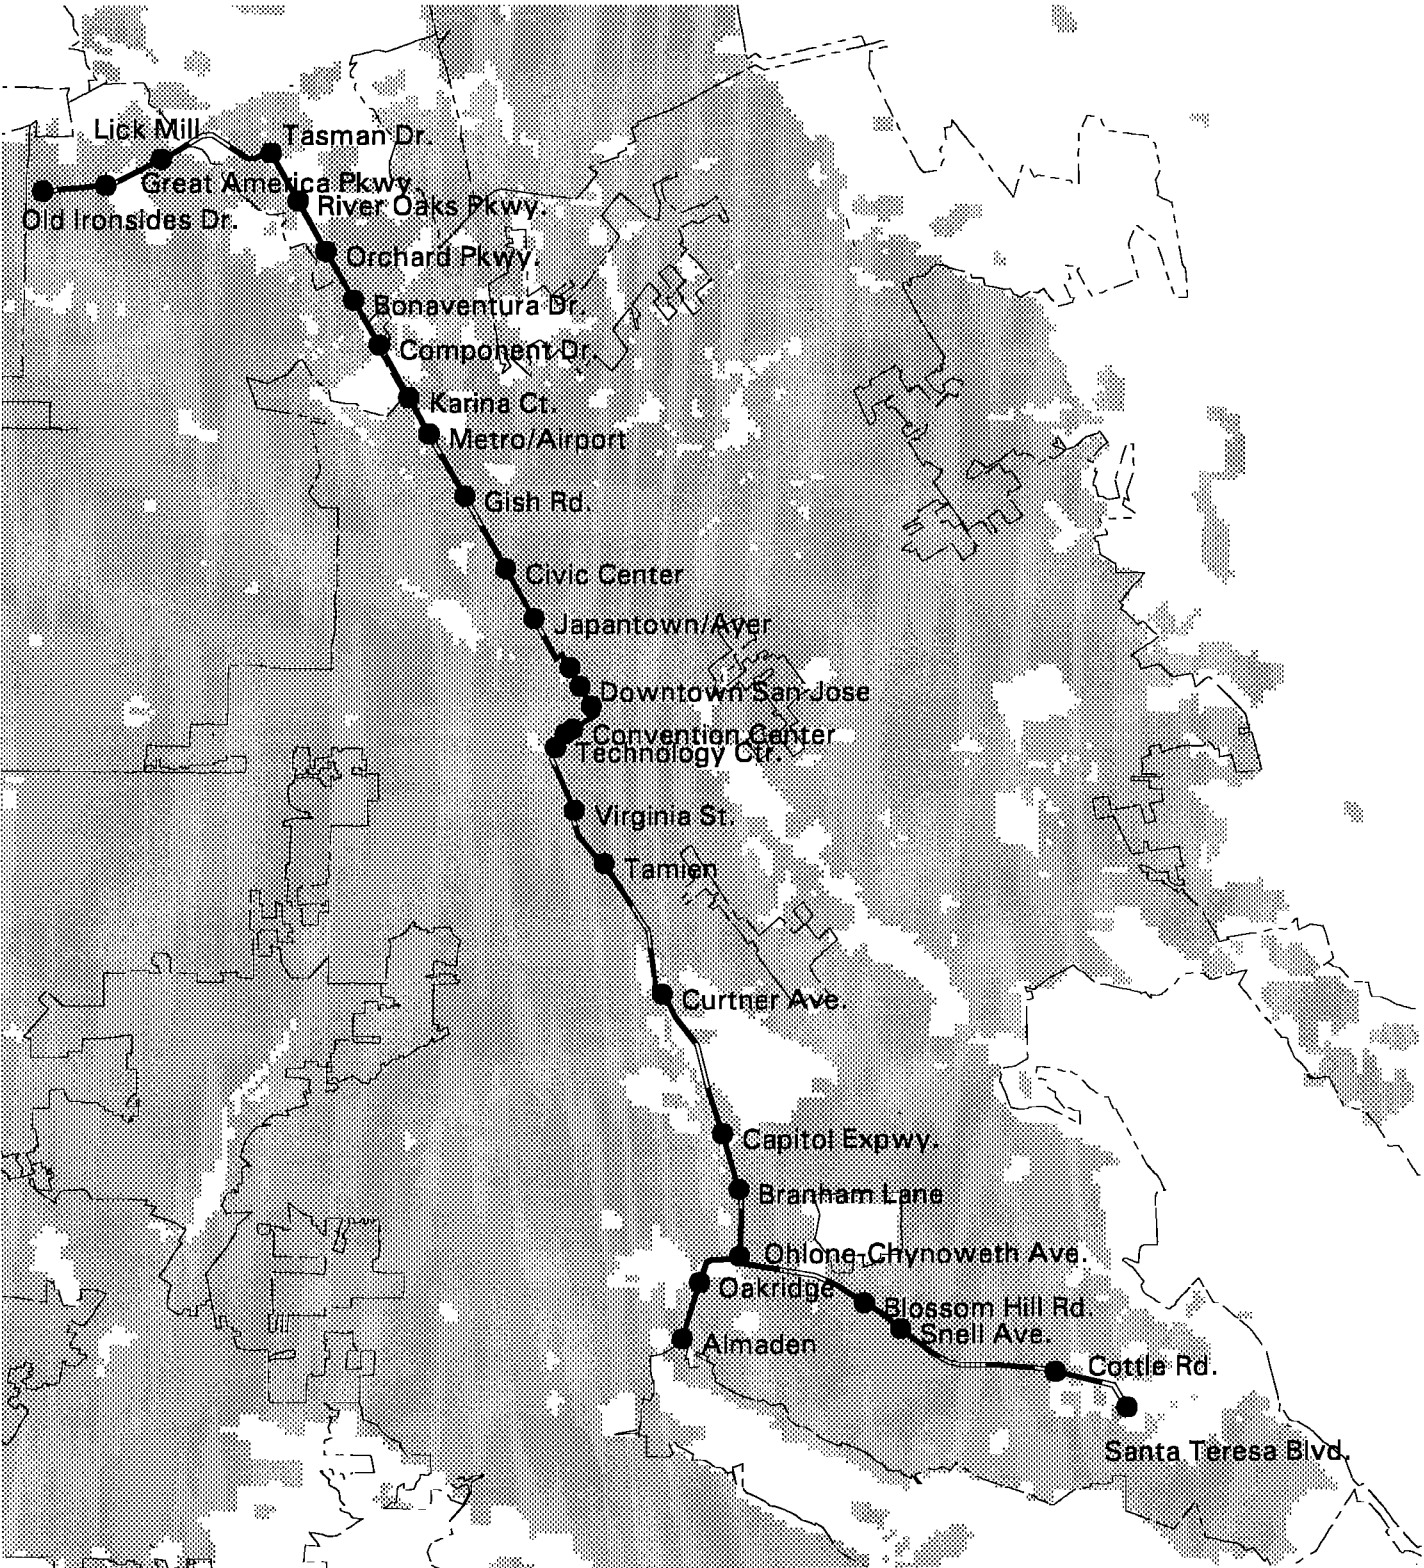 Lick Mill
Tasman Dr.
Great America Pkwy.
River Oaks Pkwy.
Old Ironsides Dr.
Orchard Pkwy.
Bonaventura Dr.
Component Dr.
Karina Ct.
Metro/Airport
Gish Rd.
Civic Center
Japantown/Ayer
Downtown San Jose
Convention Center
Technology Ctr.
Virginia St.
Tamien
Curtner Ave.
Capitol Expwy.
Branham Lane
Ohlone-Chynoweth Ave.
Oakridge
Blossom Hill Rd.
Snell Ave.
Almaden
Cottle Rd.
Santa Teresa Blvd.